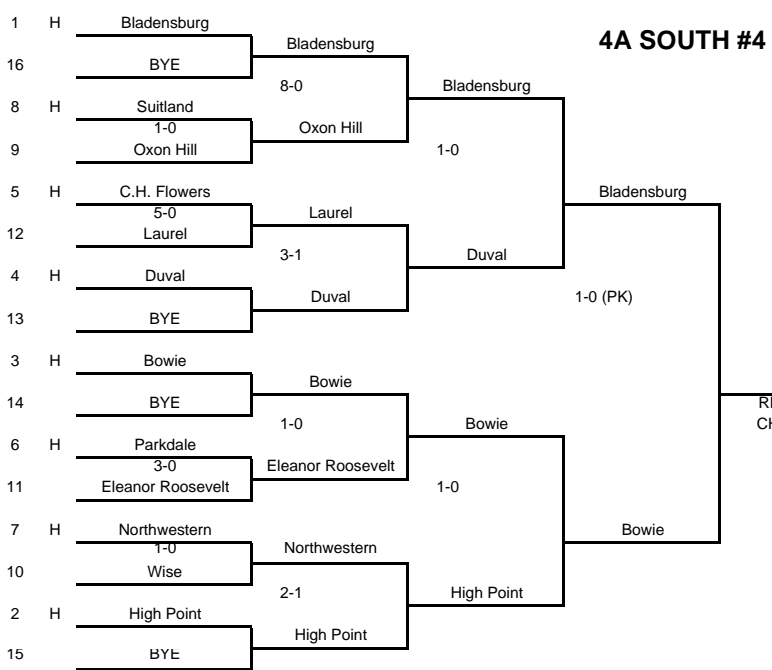 4A SOUTH #4
1 H Bladensburg
Bladensburg
16 BYE
8-0
Bladensburg
8 H Suitland
1-0
Oxon Hill
9 Oxon Hill
1-0
5 H C.H. Flowers
Bladensburg
5-0
Laurel
12 Laurel
3-1
Duval
4 H Duval
Duval
1-0 (PK)
13 BYE
3 H Bowie
Bowie
14 BYE
1-0
Bowie
6 H Parkdale
3-0
Eleanor Roosevelt
11 Eleanor Roosevelt
1-0
7 H Northwestern
Bowie
1-0
Northwestern
10 Wise
2-1
High Point
2 H High Point
High Point
15 BYE